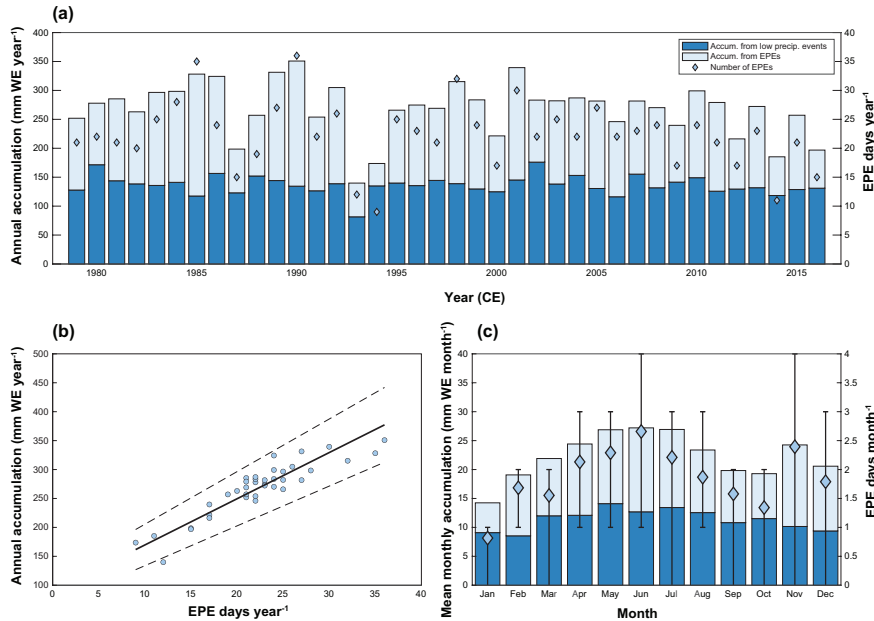 (a)
Annual accumulation (mm WE year-1)
400
350
300
250
200
150
100
50
0
40
35
30
25
20
15
10
5
0
EPE days year-1
Accum. from low precip. events
Accum. from EPEs
Number of EPEs
1980 1985 1990 1995 2000 2005 2010 2015
Year (CE)
(b)
Annual accumulation (mm WE year-1)
500
450
400
350
300
250
200
150
100
0 5 10 15 20 25 30 35 40
EPE days year-1
(c)
Mean monthly accumulation (mm WE month-1)
40
35
30
25
20
15
10
5
0
4
3.5
3
2.5
2
1.5
1
0.5
0
EPE days month-1
Jan Feb Mar Apr May Jun Jul Aug Sep Oct Nov Dec
Month